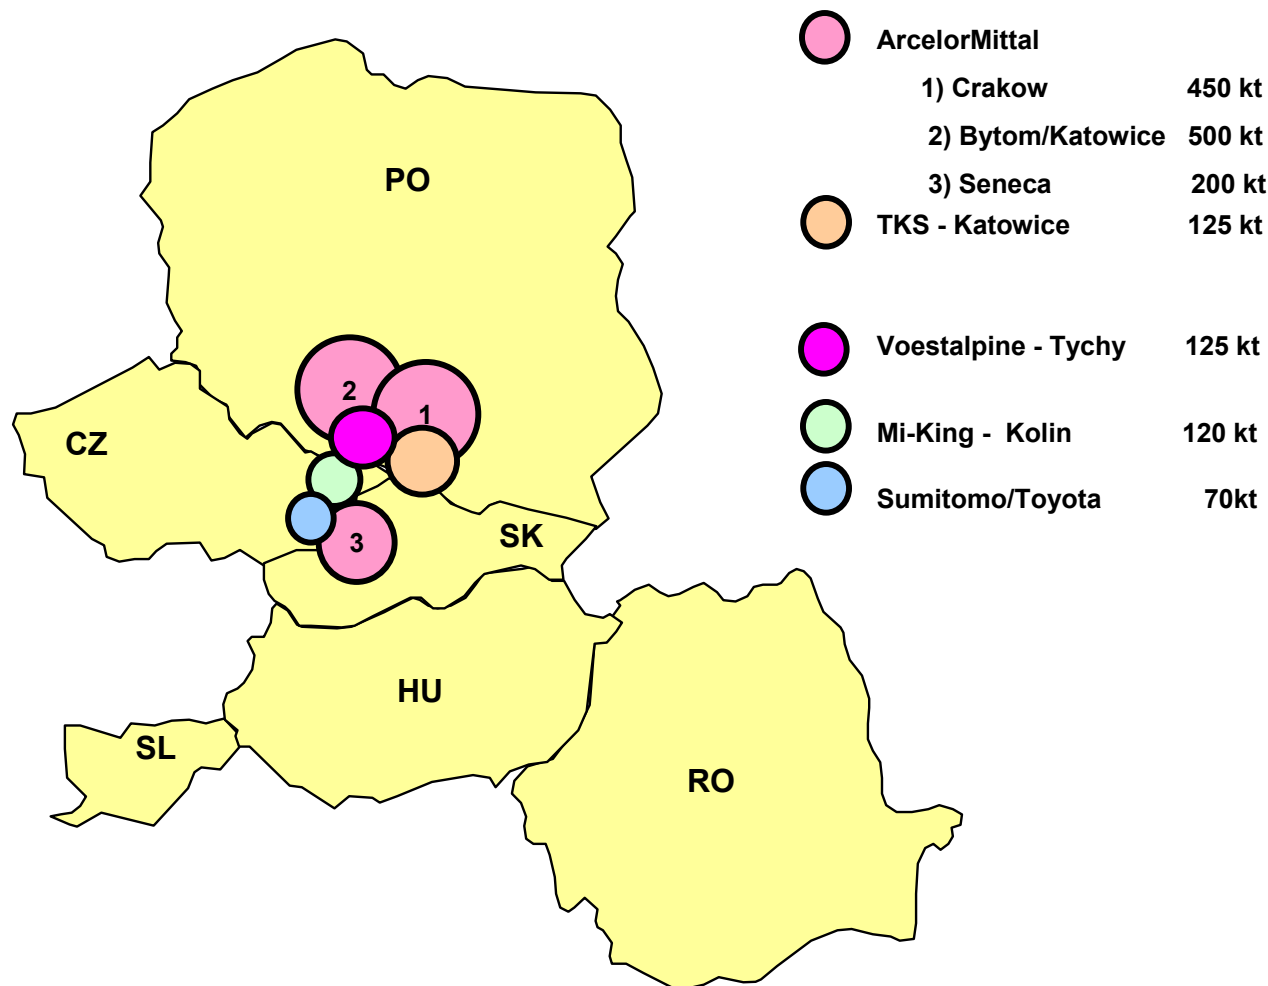 ArcelorMittal
1) Crakow 450 kt
2) Bytom/Katowice 500 kt
3) Seneca 200 kt
TKS - Katowice 125 kt
Voestalpine - Tychy 125 kt
Mi-King - Kolin 120 kt
Sumitomo/Toyota 70kt
PO
2
1
CZ
3
SK
HU
SL
RO